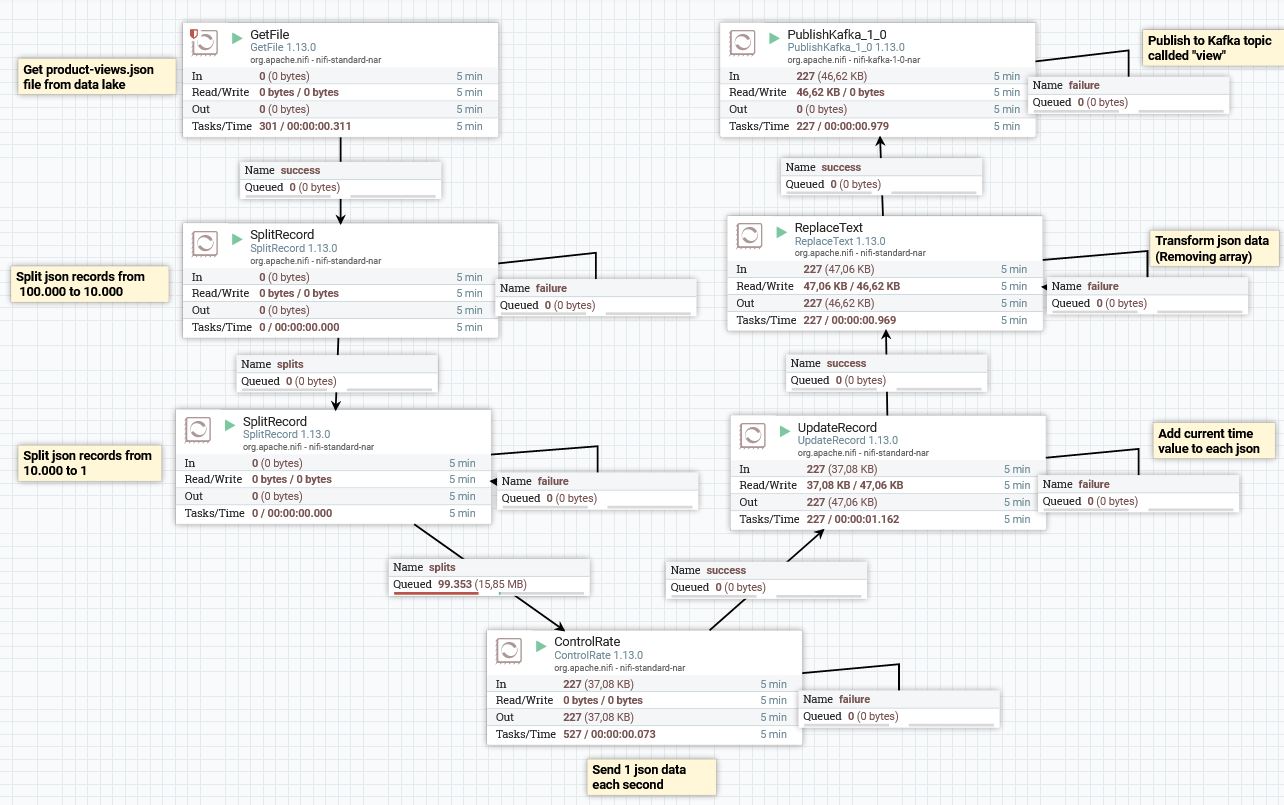 Get product-views.json
file from data lake
GetFile
GetFile 1.13.0
org.apache.nifi - nifi-standard-nar
In 0 (0 bytes) 5 min
Read/Write 0 bytes / 0 bytes 5 min
Out 0 (0 bytes) 5 min
Tasks/Time 301 / 00:00:00.311 5 min
Name success
Queued 0 (0 bytes)
Split json records from
100.000 to 10.000
SplitRecord
SplitRecord 1.13.0
org.apache.nifi - nifi-standard-nar
In 0 (0 bytes) 5 min
Read/Write 0 bytes / 0 bytes 5 min
Out 0 (0 bytes) 5 min
Tasks/Time 0 / 00:00:00.000 5 min
Name failure
Queued 0 (0 bytes)
Name splits
Queued 0 (0 bytes)
Split json records from
10.000 to 1
SplitRecord
SplitRecord 1.13.0
org.apache.nifi - nifi-standard-nar
In 0 (0 bytes) 5 min
Read/Write 0 bytes / 0 bytes 5 min
Out 0 (0 bytes) 5 min
Tasks/Time 0 / 00:00:00.000 5 min
Name failure
Queued 0 (0 bytes)
Name splits
Queued 99.353 (15,85 MB)
ControlRate
ControlRate 1.13.0
org.apache.nifi - nifi-standard-nar
In 227 (37,08 KB) 5 min
Read/Write 0 bytes / 0 bytes 5 min
Out 227 (37,08 KB) 5 min
Tasks/Time 527 / 00:00:00.073 5 min
Name failure
Queued 0 (0 bytes)
Send 1 json data
each second
Name success
Queued 0 (0 bytes)
UpdateRecord
UpdateRecord 1.13.0
org.apache.nifi - nifi-standard-nar
In 227 (37,08 KB) 5 min
Read/Write 37,08 KB / 47,06 KB 5 min
Out 227 (47,06 KB) 5 min
Tasks/Time 227 / 00:00:01.162 5 min
Add current time
value to each json
Name failure
Queued 0 (0 bytes)
Name success
Queued 0 (0 bytes)
ReplaceText
ReplaceText 1.13.0
org.apache.nifi - nifi-standard-nar
In 227 (47,06 KB) 5 min
Read/Write 47,06 KB / 46,62 KB 5 min
Out 227 (46,62 KB) 5 min
Tasks/Time 227 / 00:00:00.969 5 min
Transform json data
(Removing array)
Name failure
Queued 0 (0 bytes)
Name success
Queued 0 (0 bytes)
PublishKafka_1_0
PublishKafka_1_0 1.13.0
org.apache.nifi - nifi-kafka-1-0-nar
In 227 (46,62 KB) 5 min
Read/Write 46,62 KB / 0 bytes 5 min
Out 0 (0 bytes) 5 min
Tasks/Time 227 / 00:00:00.979 5 min
Publish to Kafka topic
callded "view"
Name failure
Queued 0 (0 bytes)